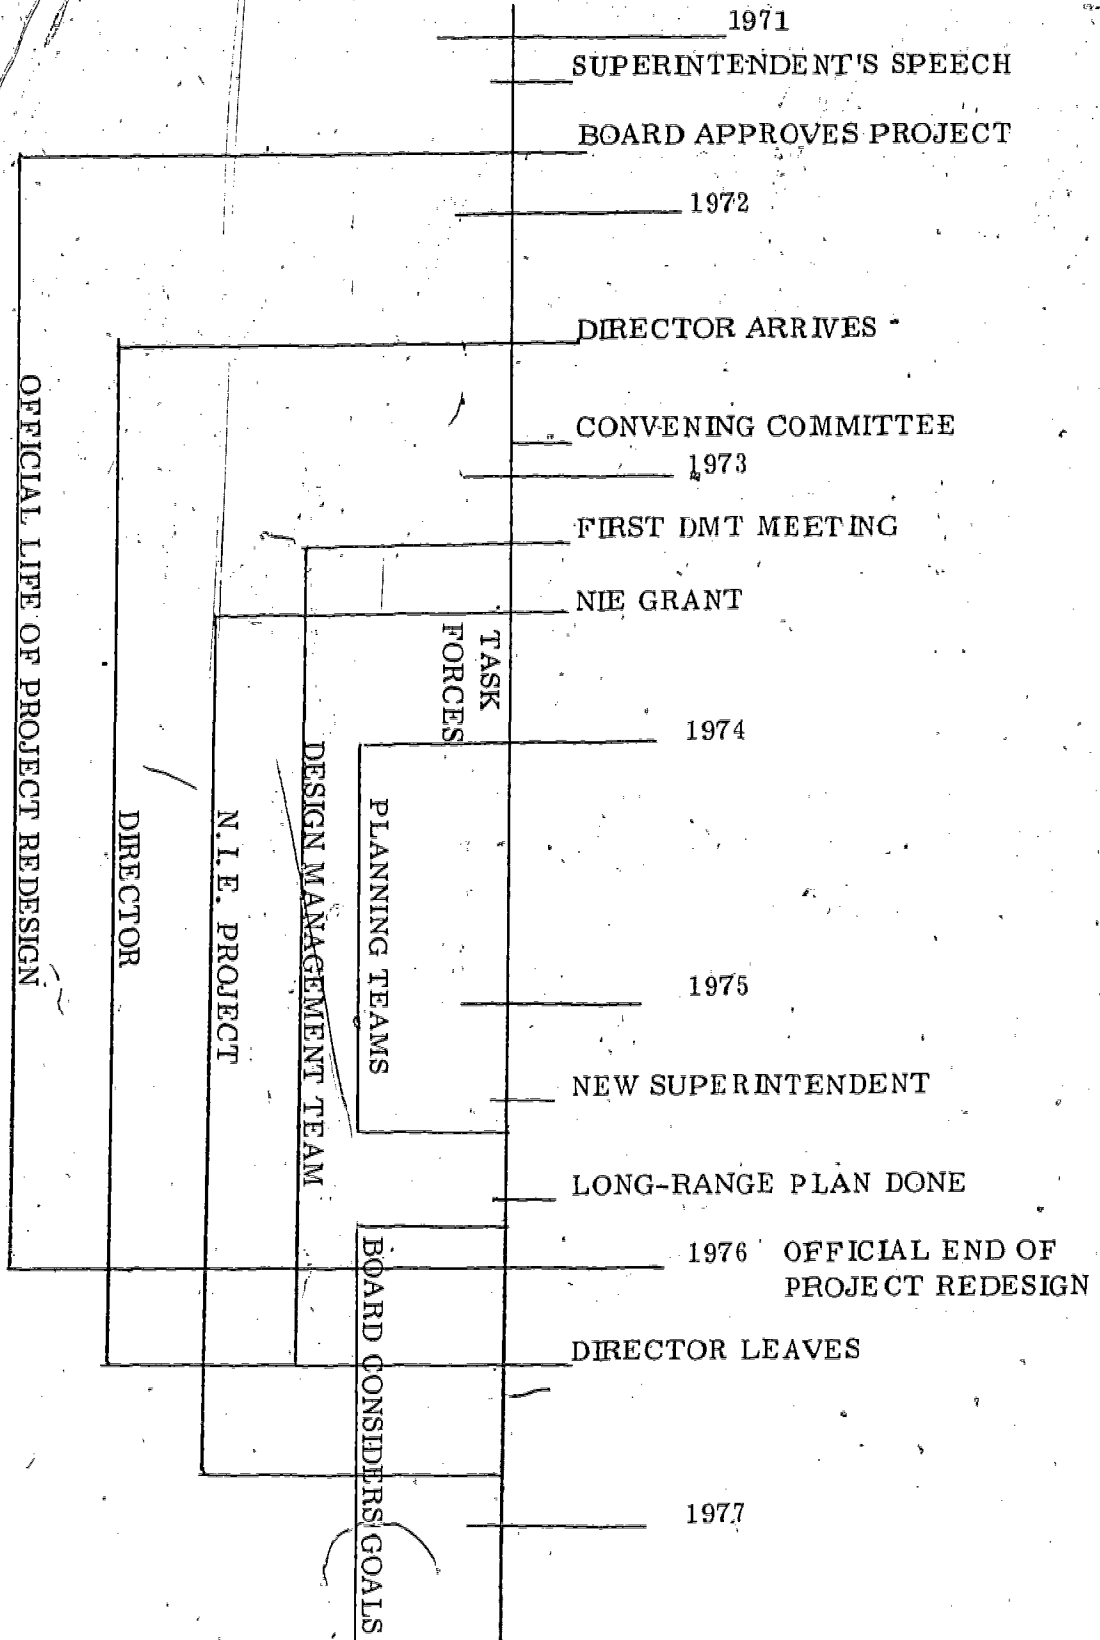 1971
SUPERINTENDENT'S SPEECH
BOARD APPROVES PROJECT
1972
DIRECTOR ARRIVES
CONVENING COMMITTEE
1973
FIRST DMT MEETING
NIE GRANT
TASK
FORCES
1974
OFFICIAL LIFE OF PROJECT REDESIGN
DIRECTOR
N.I.E. PROJECT
DESIGN MANAGEMENT TEAM
PLANNING TEAMS
1975
NEW SUPERINTENDENT
LONG-RANGE PLAN DONE
1976 OFFICIAL END OF
PROJECT REDESIGN
DIRECTOR LEAVES
BOARD CONSIDERS GOALS
1977